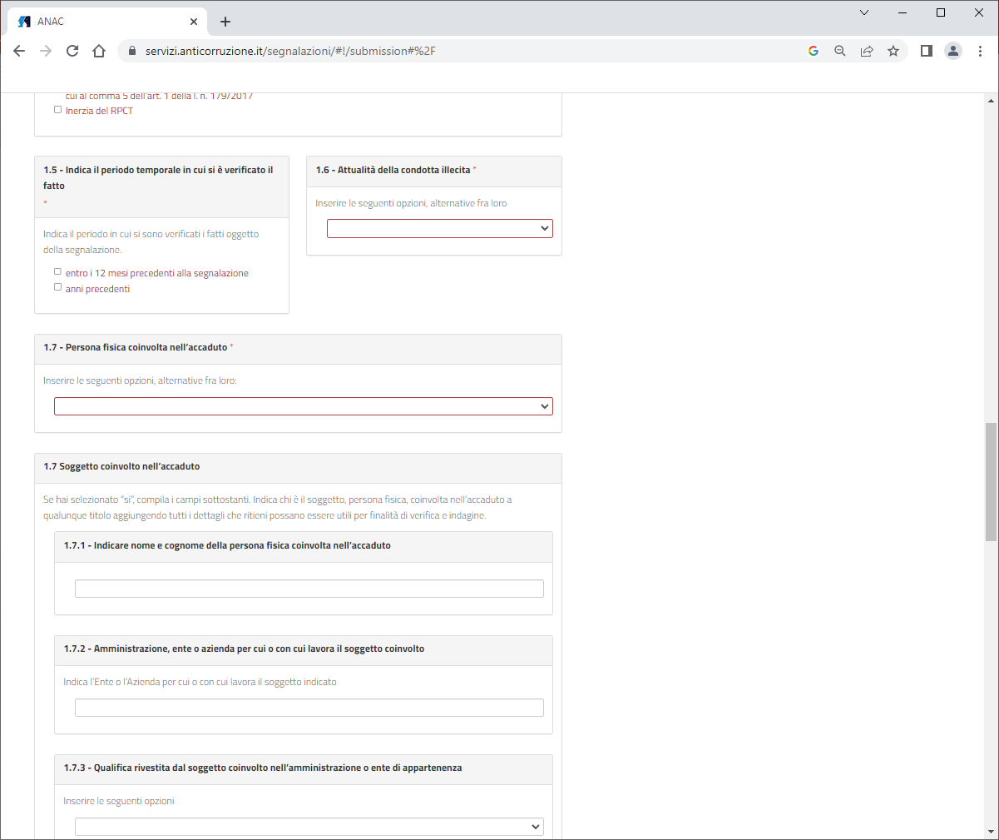 ANAC
servizi.anticorruzione.it/segnalazioni/#!/submission#%2F
cui al comma 5 dell'art. 1 della l. n. 179/2017
Inerzia del RPCT
1.5 - Indica il periodo temporale in cui si è verificato il
fatto
*
Indica il periodo in cui si sono verificati i fatti oggetto
della segnalazione.
entro i 12 mesi precedenti alla segnalazione
anni precedenti
1.6 - Attualità della condotta illecita *
Inserire le seguenti opzioni, alternative fra loro
1.7 - Persona fisica coinvolta nell'accaduto *
Inserire le seguenti opzioni, alternative fra loro:
1.7 Soggetto coinvolto nell'accaduto
Se hai selezionato "si", compila i campi sottostanti. Indica chi è il soggetto, persona fisica, coinvolta nell'accaduto a
qualunque titolo aggiungendo tutti i dettagli che ritieni possano essere utili per finalità di verifica e indagine.
1.7.1 - Indicare nome e cognome della persona fisica coinvolta nell'accaduto
1.7.2 - Amministrazione, ente o azienda per cui o con cui lavora il soggetto coinvolto
Indica l'Ente o l'Azienda per cui o con cui lavora il soggetto indicato
1.7.3 - Qualifica rivestita dal soggetto coinvolto nell'amministrazione o ente di appartenenza
Inserire le seguenti opzioni